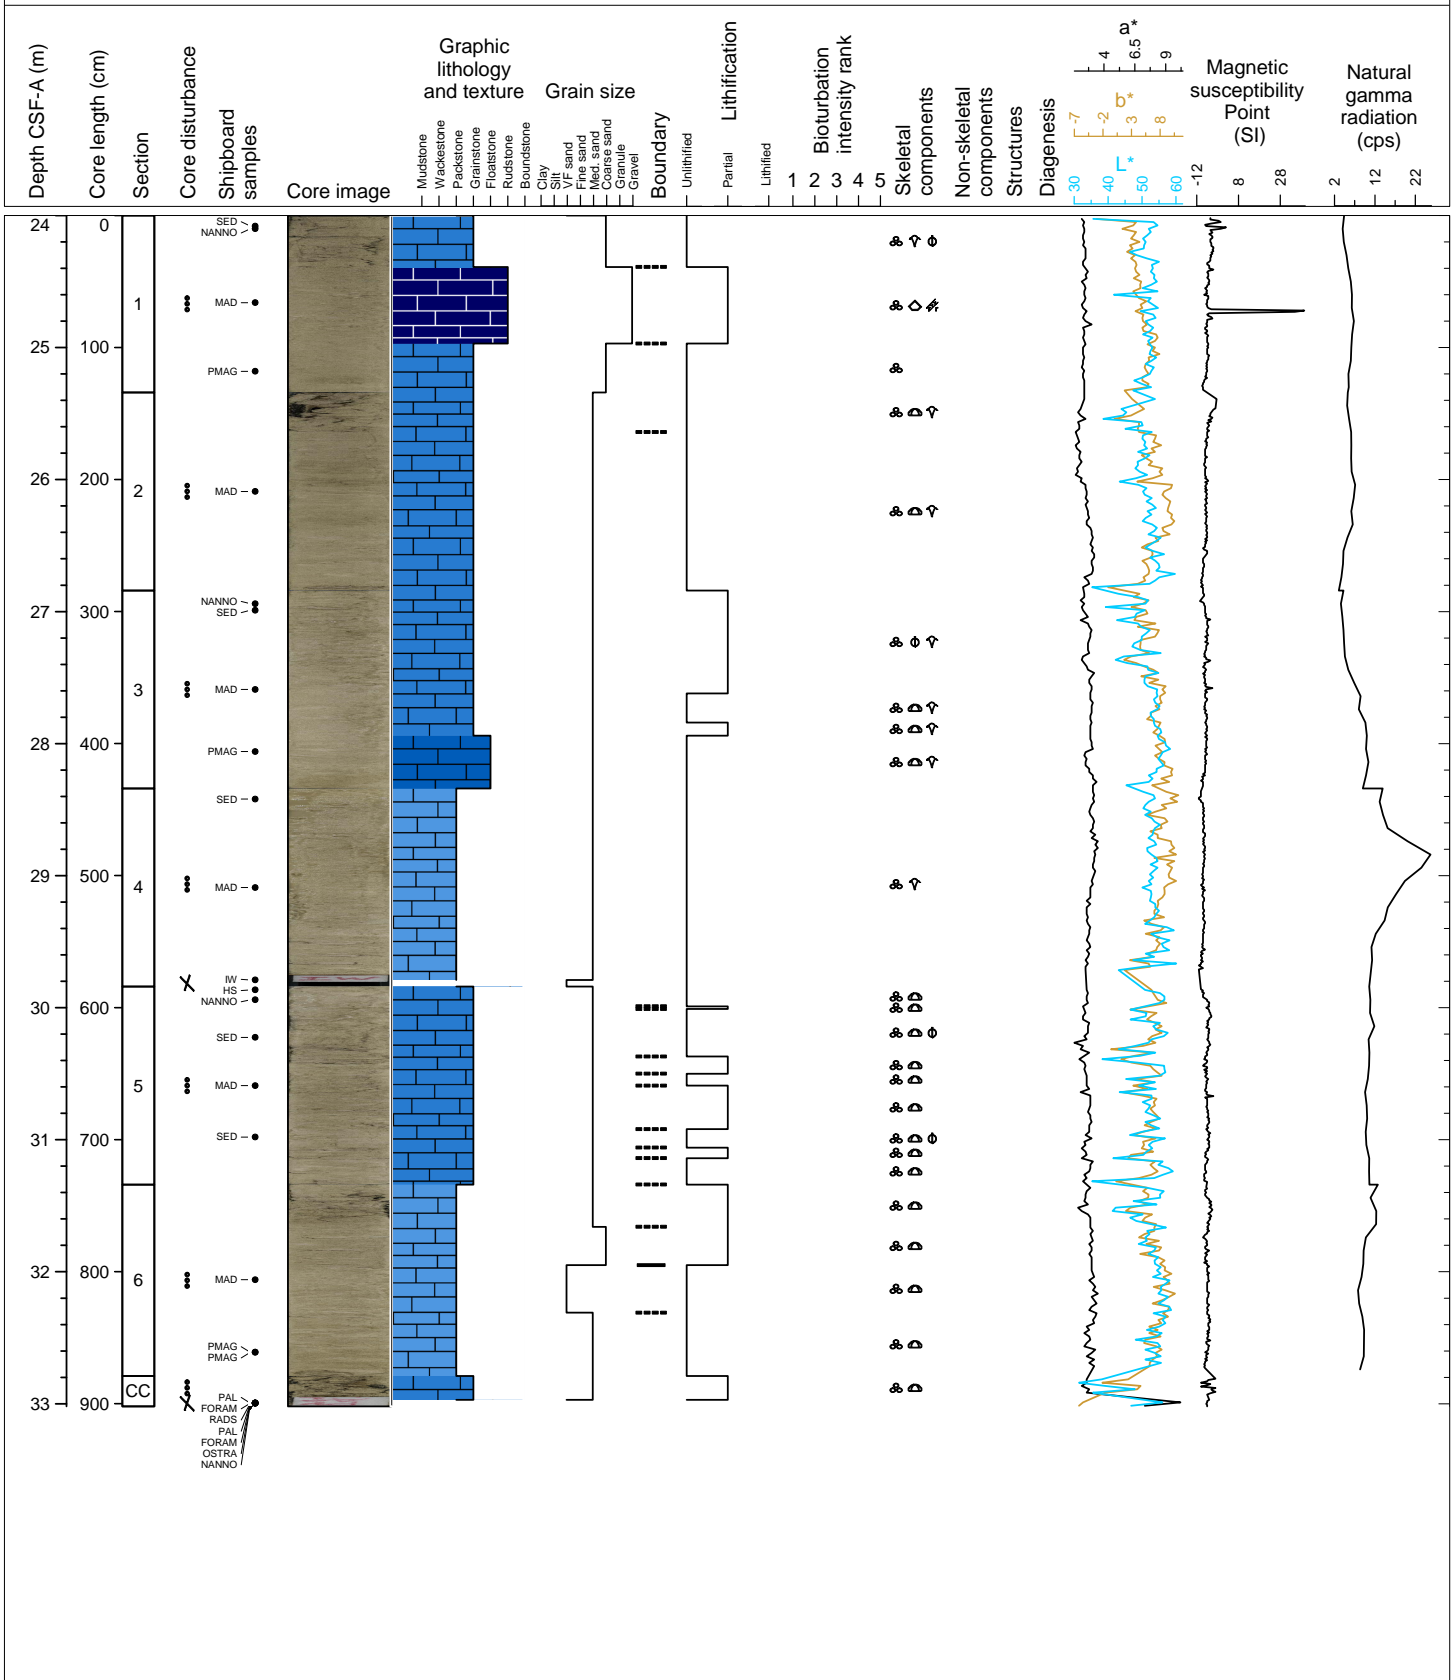 Depth CSF-A (m)
Core length (cm)
Section
Core disturbance
Shipboard
samples
Core image
Graphic
lithology
and texture
Mudstone
Wackestone
Packstone
Grainstone
Floatstone
Rudstone
Boundstone
Grain size
Clay
Silt
VF sand
Fine sand
Med. sand
Coarse sand
Granule
Gravel
Boundary
Lithification
Unlithified
Partial
Lithified
Bioturbation
intensity rank
1 2 3 4 5
Skeletal
components
Non-skeletal
components
Structures
Diagenesis
a*
4 6.5 9
b*
-7 -2 3 8
L*
30 40 50 60
Magnetic
susceptibility
Point
(SI)
-12 8 28
Natural
gamma
radiation
(cps)
2 12 22
24 0
25 100
26 200
27 300
28 400
29 500
30 600
31 700
32 800
33 900
1
2
3
4
5
6
CC
SED
NANNO
MAD
PMAG
MAD
NANNO
SED
MAD
PMAG
SED
MAD
IW
HS
NANNO
SED
MAD
SED
MAD
PMAG
PMAG
PAL
FORAM
RADS
PAL
FORAM
OSTRA
NANNO